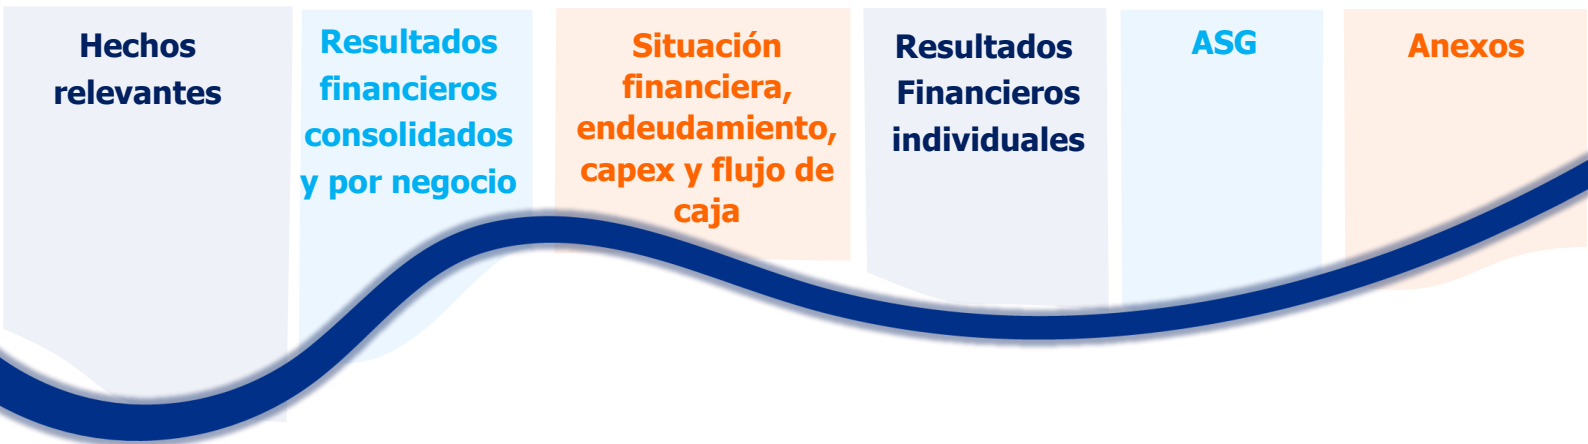 Hechos
relevantes
Resultados
financieros
consolidados
y por negocio
Situación
financiera,
endeudamiento,
capex y flujo de
caja
Resultados
Financieros
individuales
ASG
Anexos